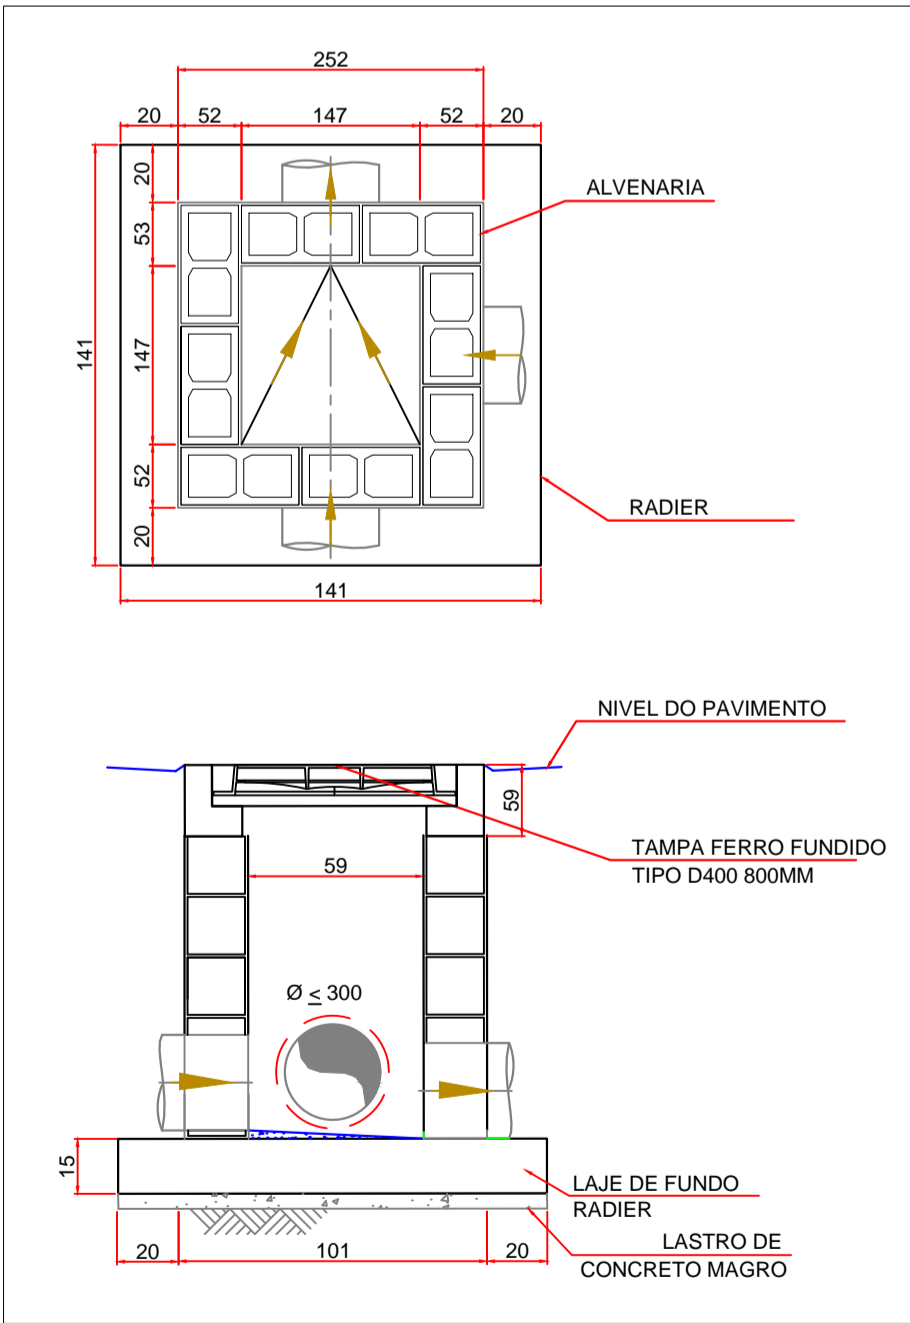 252
20 52 147 52 20
20
ALVENARIA
53
141
147
52
RADIER
20
141
NIVEL DO PAVIMENTO
59
TAMPA FERRO FUNDIDO
TIPO D400 800MM
59
Ø ≤ 300
15
LAJE DE FUNDO
RADIER
20 101 20
LASTRO DE
CONCRETO MAGRO